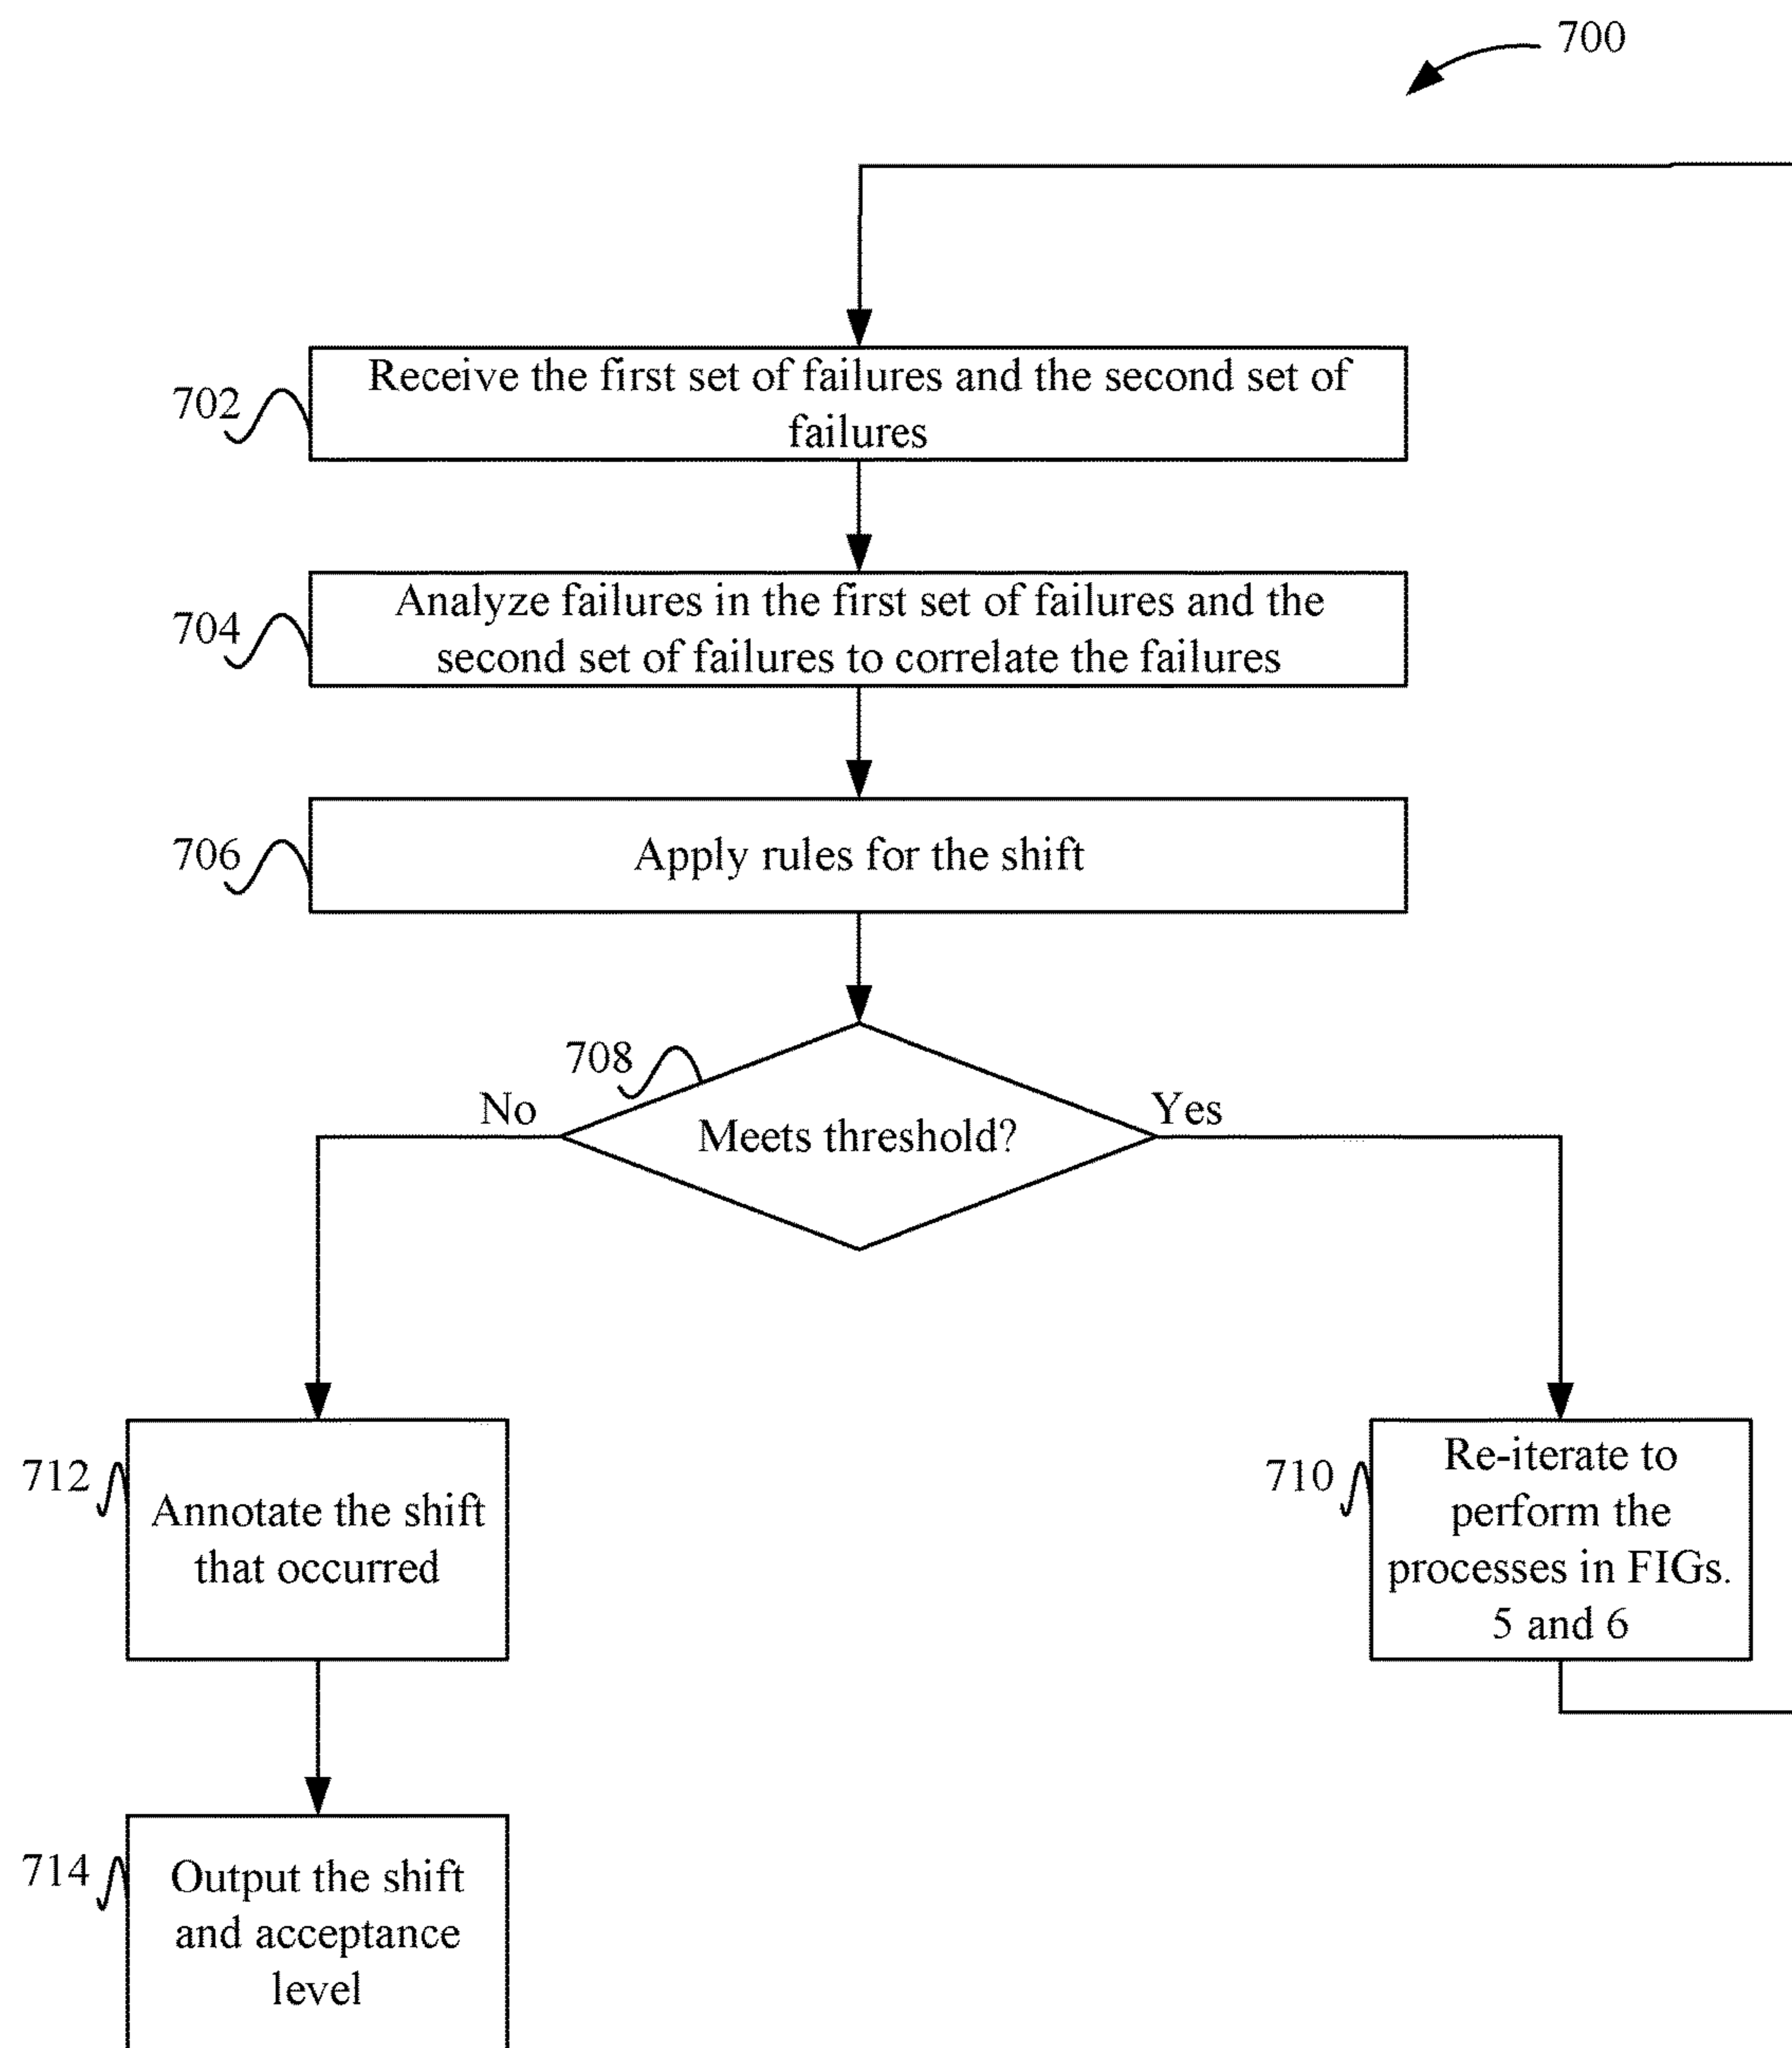 700
702
Receive the first set of failures and the second set of
failures
704
Analyze failures in the first set of failures and the
second set of failures to correlate the failures
706
Apply rules for the shift
708
No
Meets threshold?
Yes
712
Annotate the shift
that occurred
710
Re-iterate to
perform the
processes in FIGs.
5 and 6
714
Output the shift
and acceptance
level